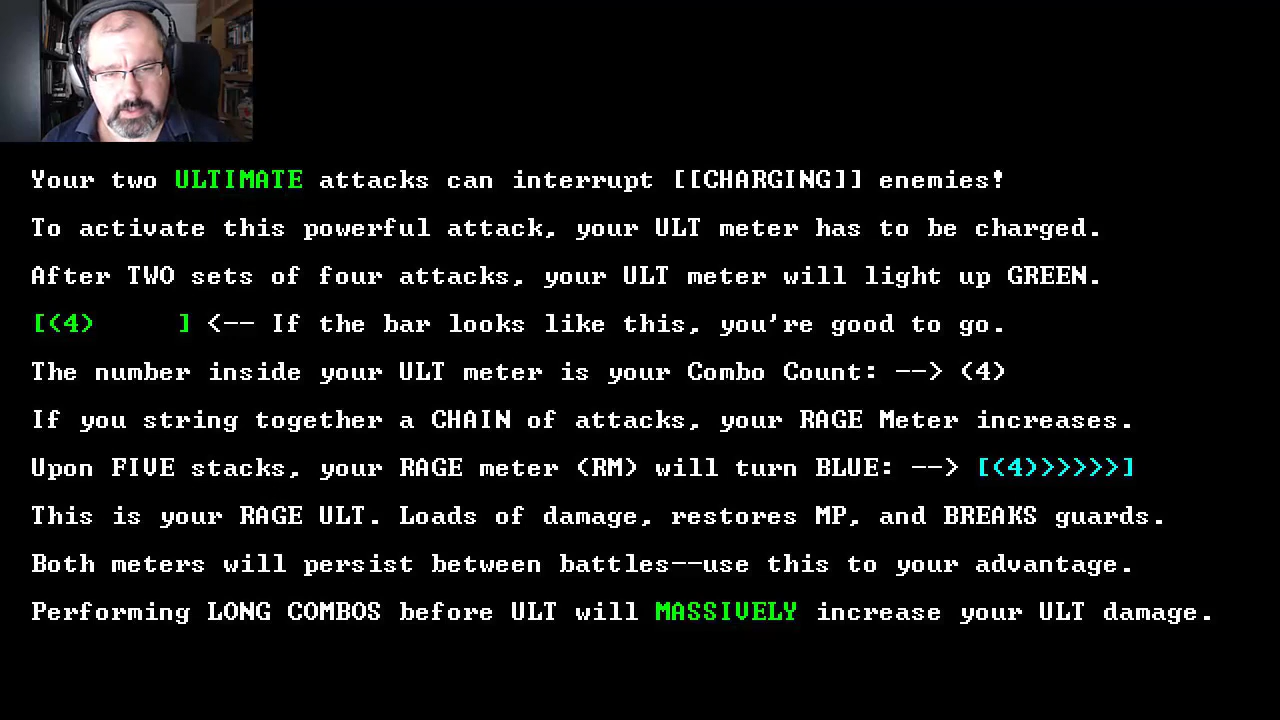 Your two ULTIMATE attacks can interrupt [[CHARGING]] enemies!
To activate this powerful attack, your ULT meter has to be charged.
After TWO sets of four attacks, your ULT meter will light up GREEN.
[(4)     ] <-- If the bar looks like this, you're good to go.
The number inside your ULT meter is your Combo Count: --> (4)
If you string together a CHAIN of attacks, your RAGE Meter increases.
Upon FIVE stacks, your RAGE meter (RM) will turn BLUE: --> [(4)>>>>>]
This is your RAGE ULT. Loads of damage, restores MP, and BREAKS guards.
Both meters will persist between battles--use this to your advantage.
Performing LONG COMBOS before ULT will MASSIVELY increase your ULT damage.